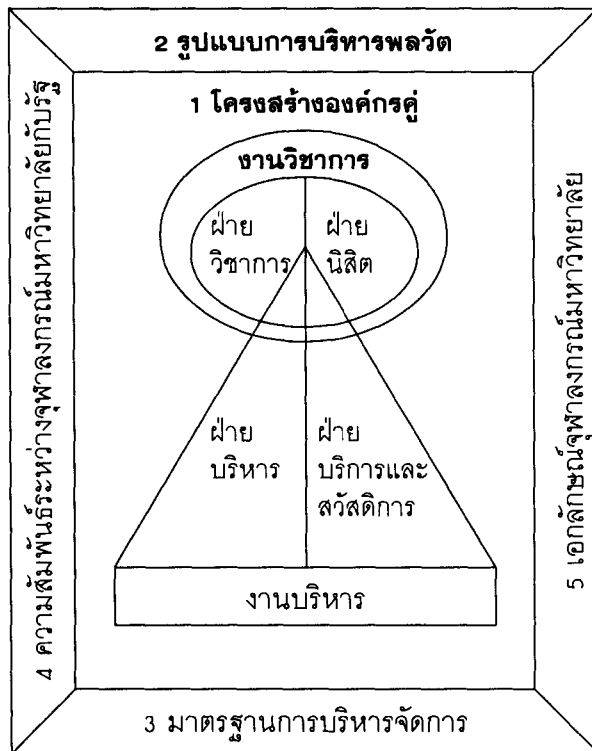 2 รูปแบบการบริหารพลวัต
1 โครงสร้างองค์กรคู่
งานวิชาการ
ฝ่าย
วิชาการ
ฝ่าย
นิสิต
ฝ่าย
บริหาร
ฝ่าย
บริการและ
สวัสดิการ
งานบริหาร
3 มาตรฐานการบริหารจัดการ
4 ความสัมพันธ์ระหว่างจุฬาลงกรณ์มหาวิทยาลัยกับรัฐ
5 เอกลักษณ์จุฬาลงกรณ์มหาวิทยาลัย